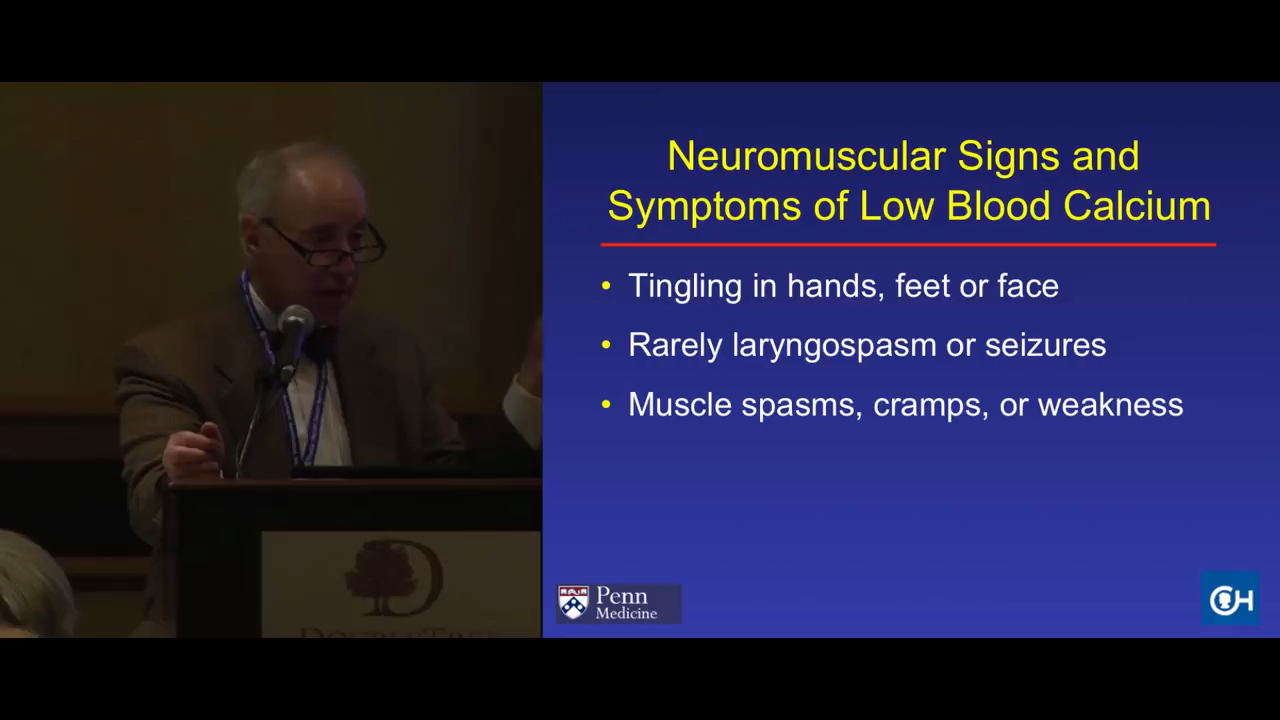 Neuromuscular Signs and
Symptoms of Low Blood Calcium
• Tingling in hands, feet or face
• Rarely laryngospasm or seizures
• Muscle spasms, cramps, or weakness
Penn
Medicine
D
DOUBLETREE